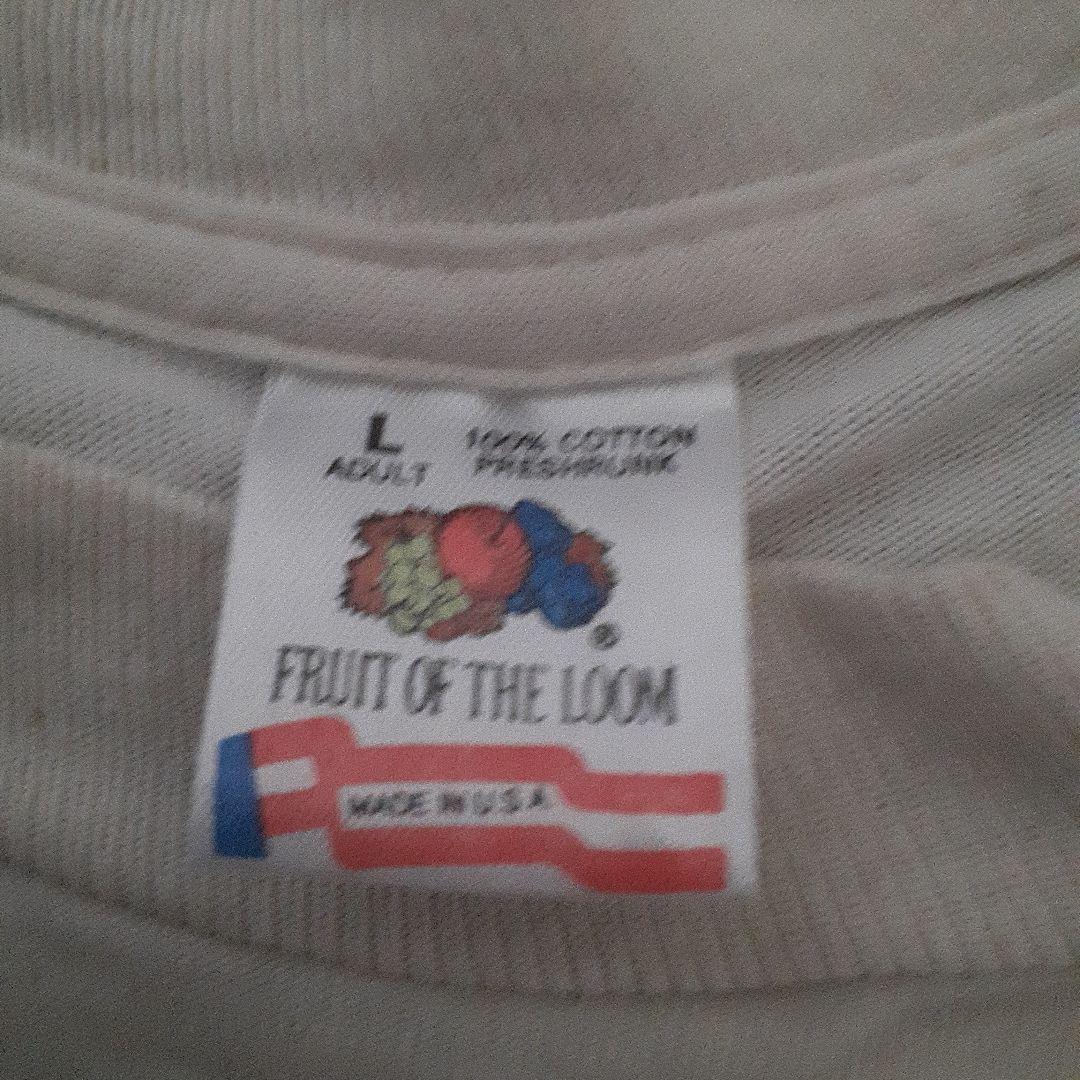 L
ADULT
100% COTTON
PRESHRUNK
®
FRUIT OF THE LOOM
MADE IN U S A